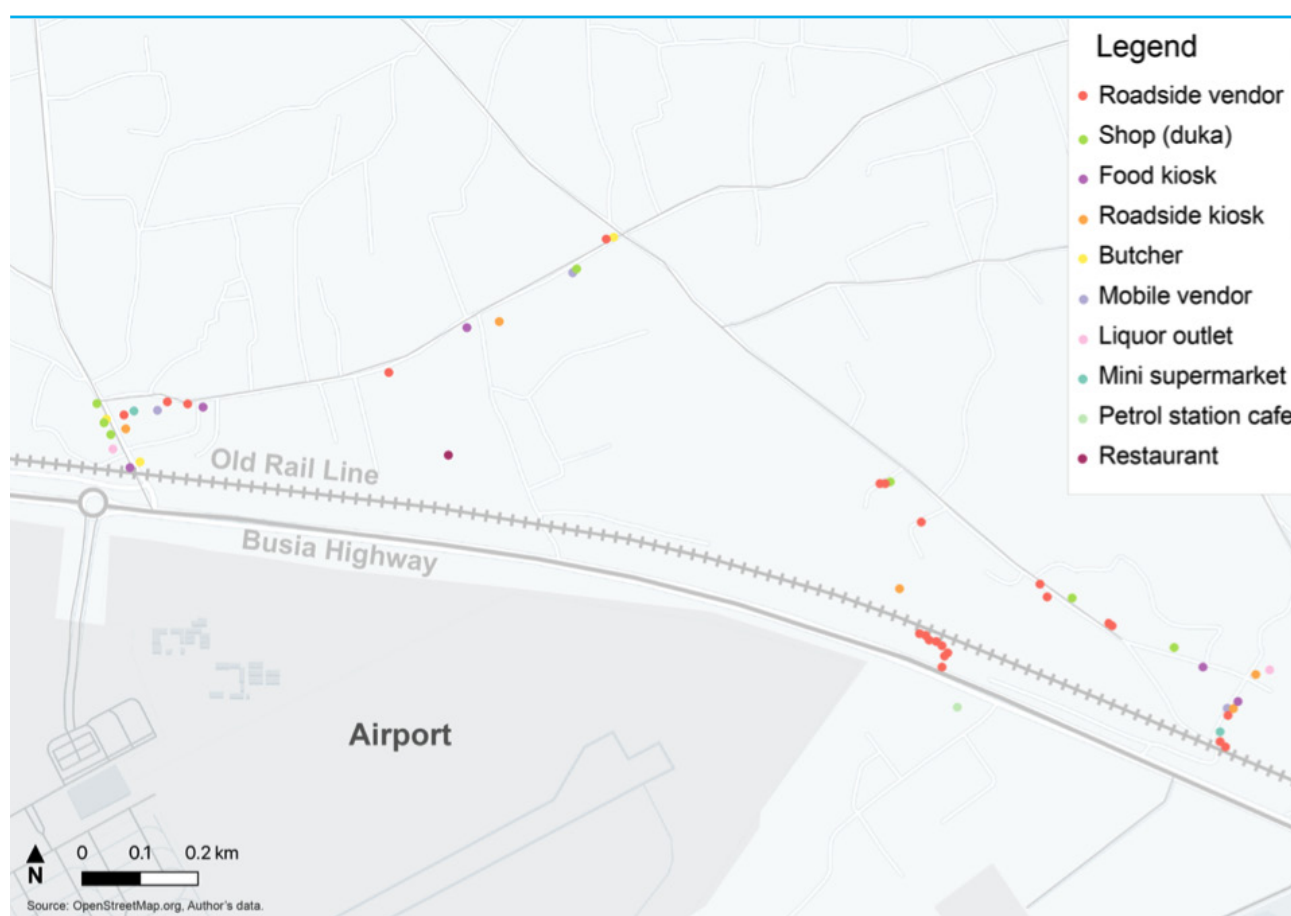 Legend
Roadside vendor
Shop (duka)
Food kiosk
Roadside kiosk
Butcher
Mobile vendor
Liquor outlet
Mini supermarket
Petrol station cafe
Restaurant
Old Rail Line
Busia Highway
Airport
0 0.1 0.2 km
N
Source: OpenStreetMap.org, Author's data.